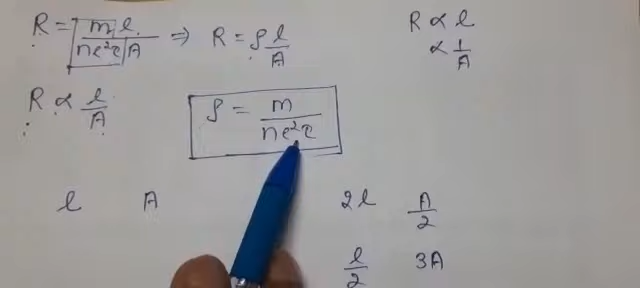 R = m l / ne²τ A ⇒ R = ρ l/A
R ∝ l
∝ 1/A
R ∝ l/A
ρ = m / ne²τ
l A 2l A/2
l/2 3A